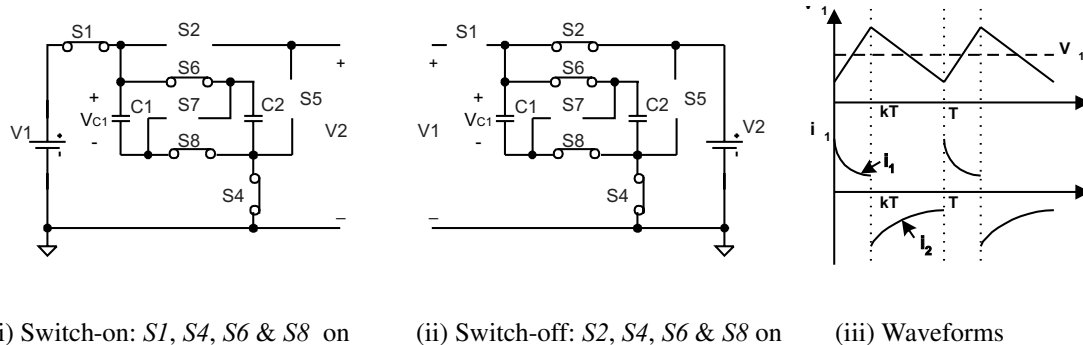 S1 S2
S6
+ C1 S7 C2 S5 +
V1 VC1 V2
- S8
S4
–
S1 S2
S6
+ + C1 S7 C2 S5
V1 VC1 V2
- S8
S4
–
V 1
kT T
i 1
i1
kT T
i2
i) Switch-on: S1, S4, S6 & S8 on
(ii) Switch-off: S2, S4, S6 & S8 on
(iii) Waveforms